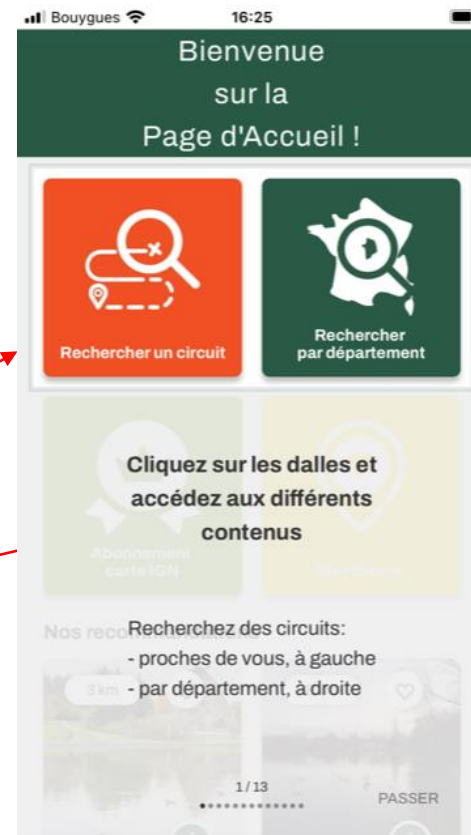 Bouygues 16:25
Bienvenue
sur la
Page d'Accueil !
Rechercher un circuit
Rechercher
par département
Cliquez sur les dalles et
accédez aux différents
contenus
Abonnement
carte IGN
Nos recommandations
Recherchez des circuits:
- proches de vous, à gauche
3 km
- par département, à droite
1/13
PASSER